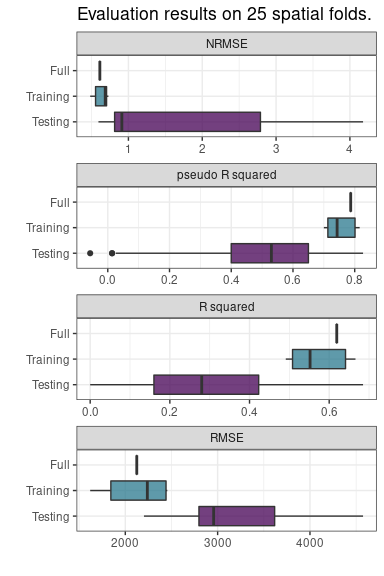 Evaluation results on 25 spatial folds.
NRMSE
Full
Training
Testing
1 2 3 4
pseudo R squared
Full
Training
Testing
0.0 0.2 0.4 0.6 0.8
R squared
Full
Training
Testing
0.0 0.2 0.4 0.6
RMSE
Full
Training
Testing
2000 3000 4000